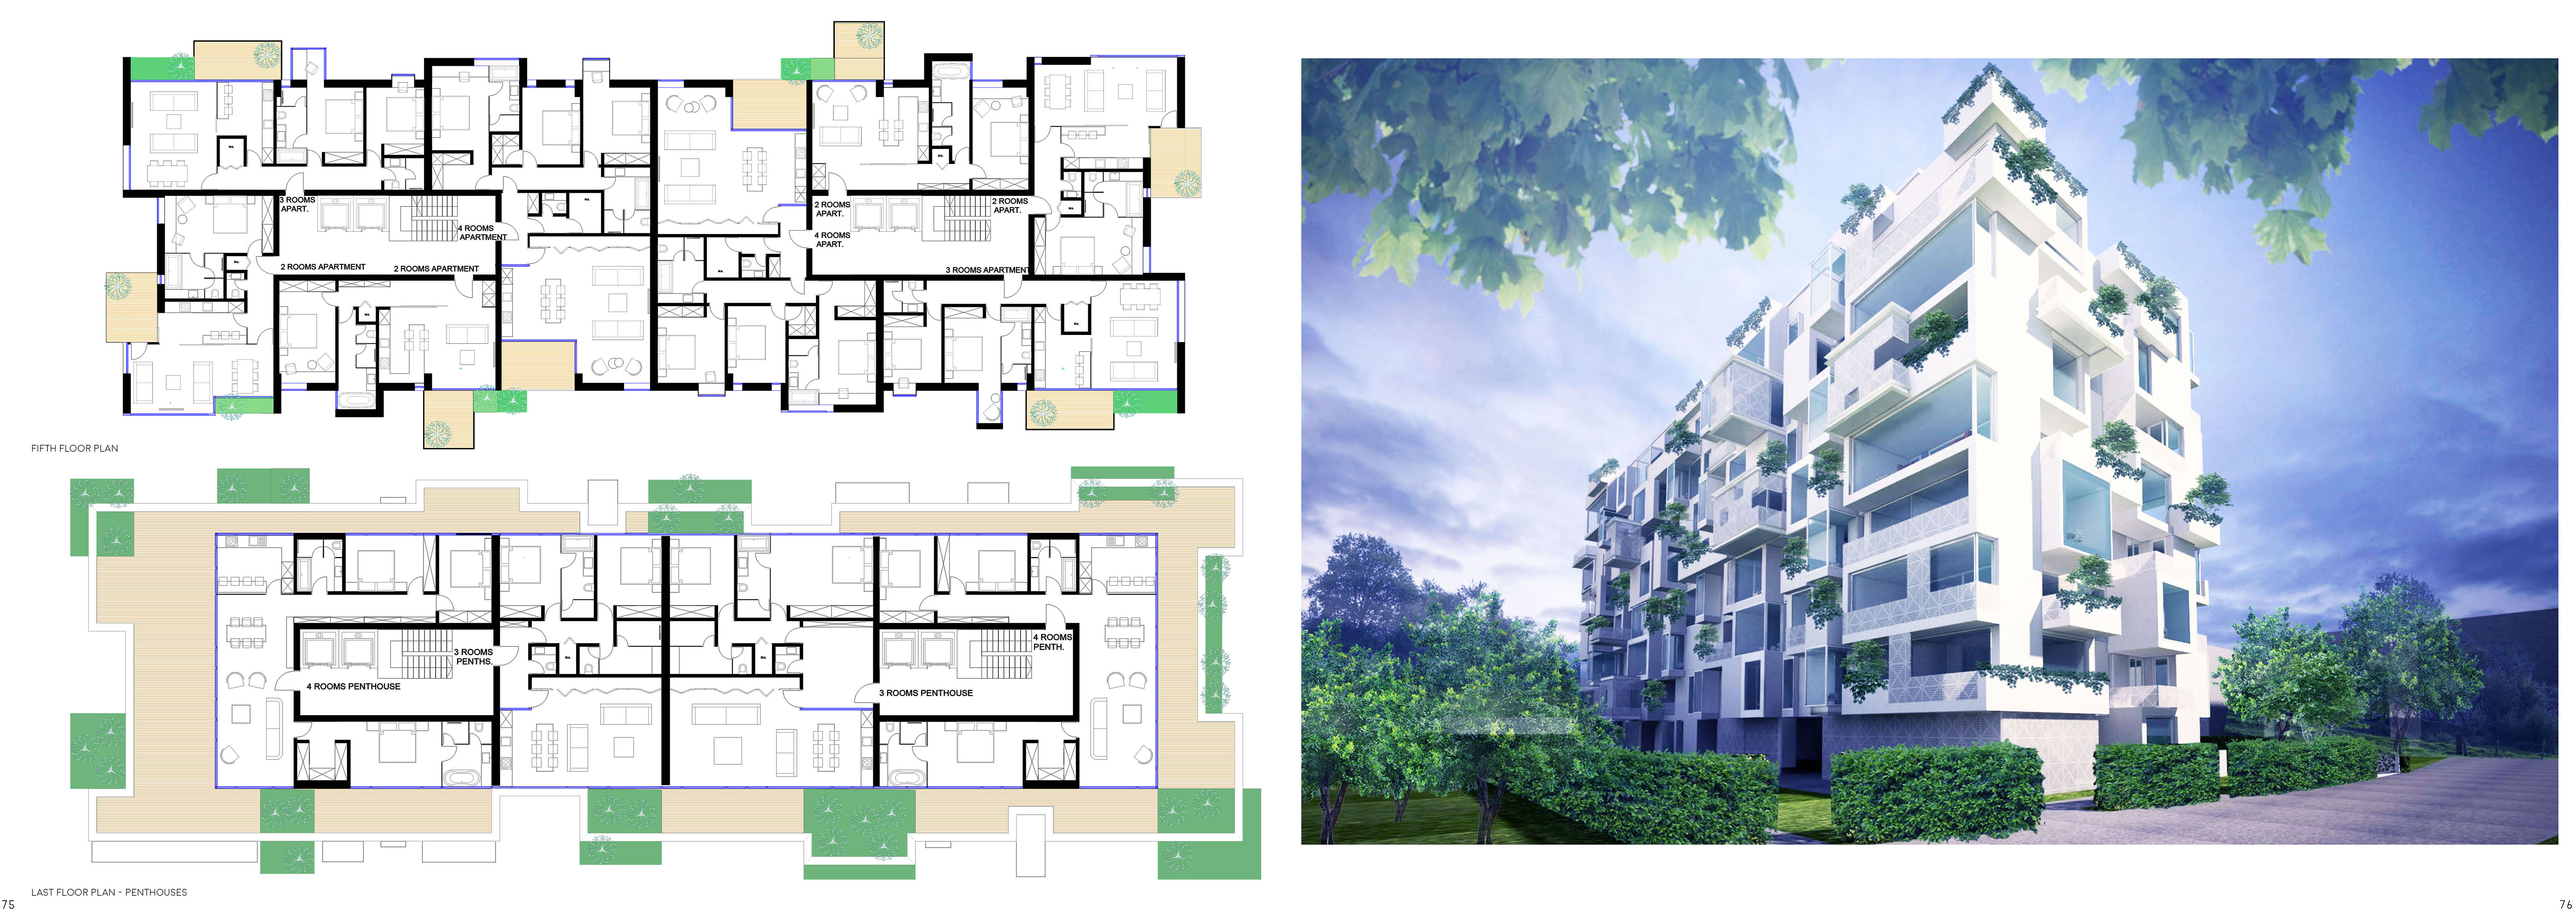 3 ROOMS
APART.
4 ROOMS
APARTMENT
2 ROOMS APARTMENT
2 ROOMS APARTMENT
2 ROOMS
APART.
2 ROOMS
APART.
4 ROOMS
APART.
3 ROOMS APARTMENT
FIFTH FLOOR PLAN
3 ROOMS
PENTHS.
4 ROOMS PENTHOUSE
4 ROOMS
PENTH.
3 ROOMS PENTHOUSE
LAST FLOOR PLAN - PENTHOUSES
75
76